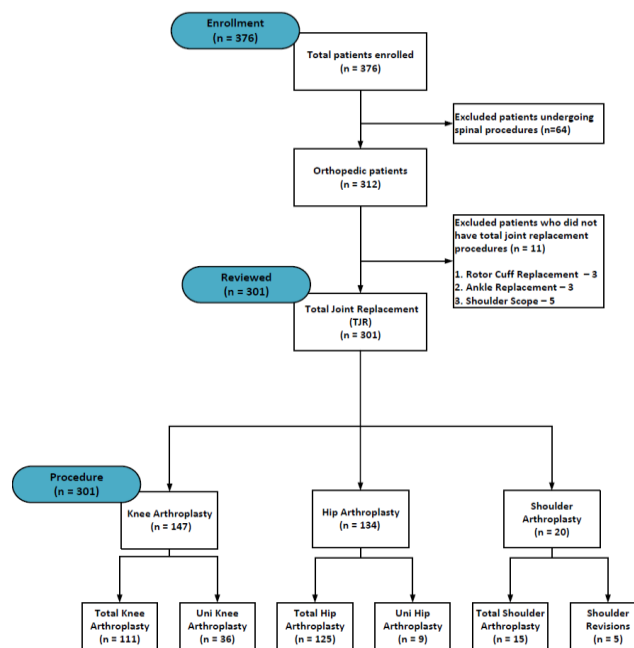 Enrollment
(n = 376)
Total patients enrolled
(n = 376)
Excluded patients undergoing
spinal procedures (n=64)
Orthopedic patients
(n = 312)
Excluded patients who did not
have total joint replacement
procedures (n = 11)
1. Rotor Cuff Replacement – 3
2. Ankle Replacement – 3
3. Shoulder Scope – 5
Reviewed
(n = 301)
Total Joint Replacement
(TJR)
(n = 301)
Procedure
(n = 301)
Knee Arthroplasty
(n = 147)
Hip Arthroplasty
(n = 134)
Shoulder
Arthroplasty
(n = 20)
Total Knee
Arthroplasty
(n = 111)
Uni Knee
Arthroplasty
(n = 36)
Total Hip
Arthroplasty
(n = 125)
Uni Hip
Arthroplasty
(n = 9)
Total Shoulder
Arthroplasty
(n = 15)
Shoulder
Revisions
(n = 5)